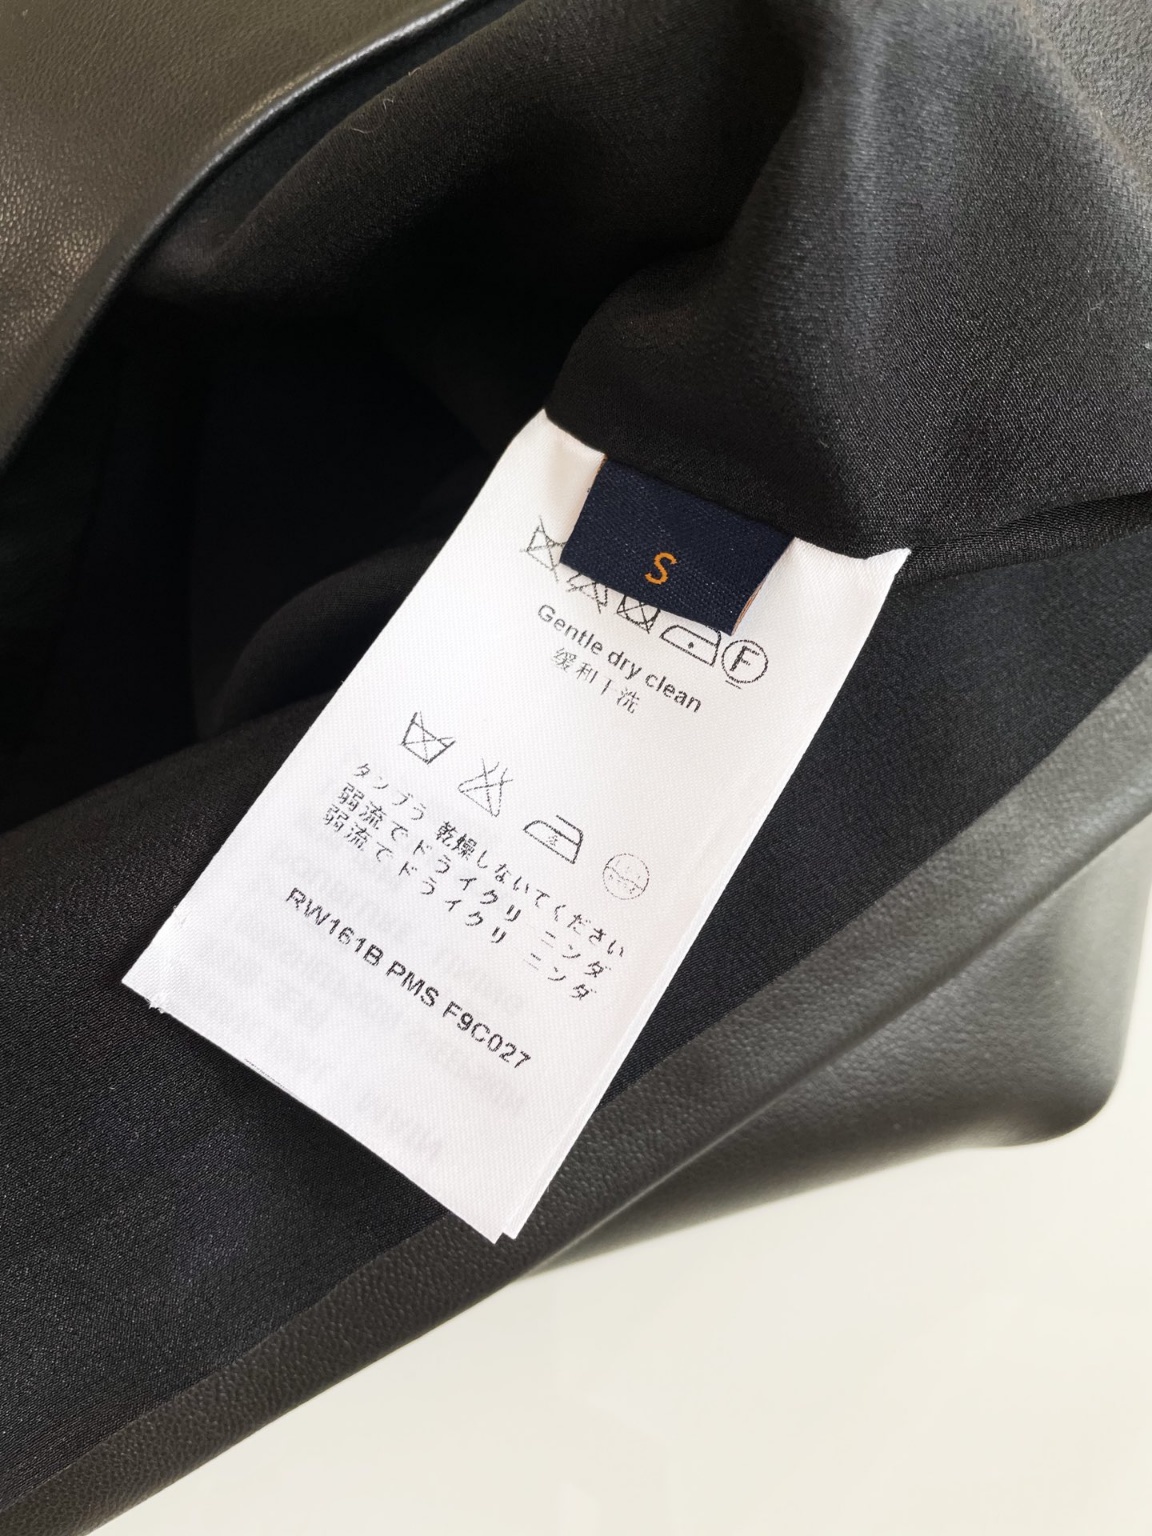 S
F
Gentle dry clean
缓和干洗
タンブラ 乾燥しないでください
弱流で ドライクリ ニンダ
弱流で ドライクリ ニンダ
RW161B PMS F9C027